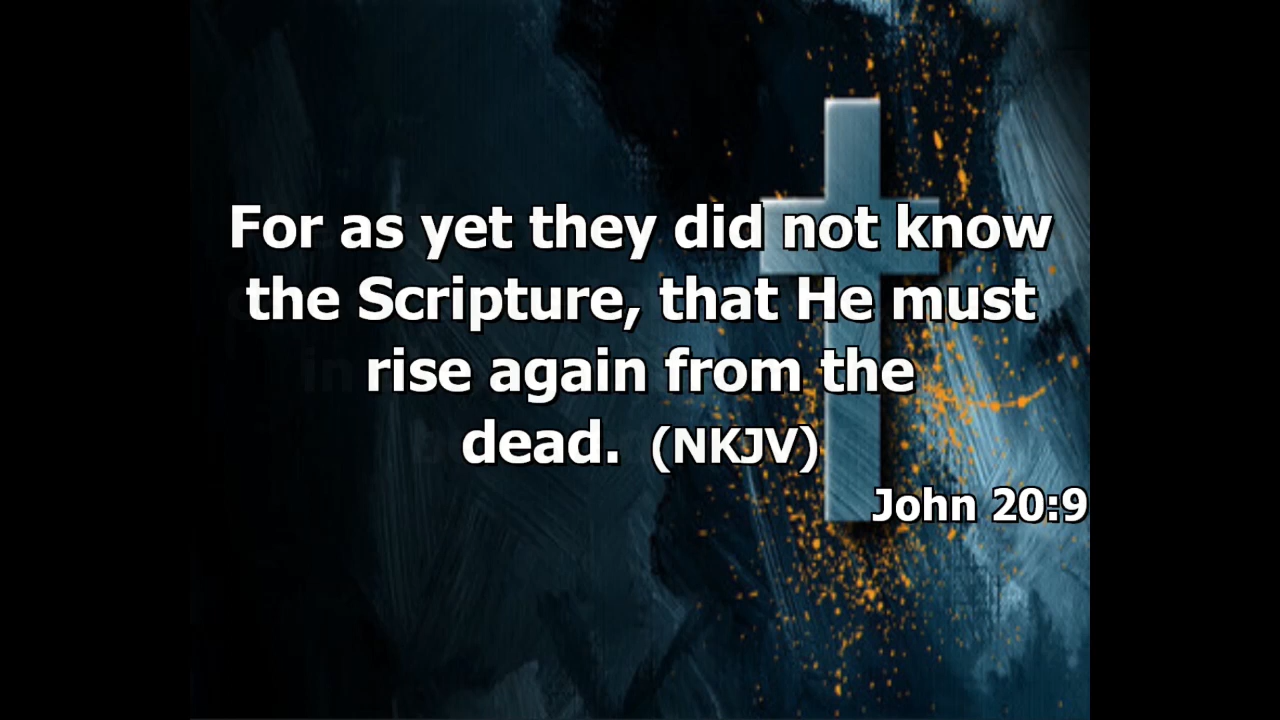 For as yet they did not know
the Scripture, that He must
rise again from the
dead. (NKJV)
John 20:9